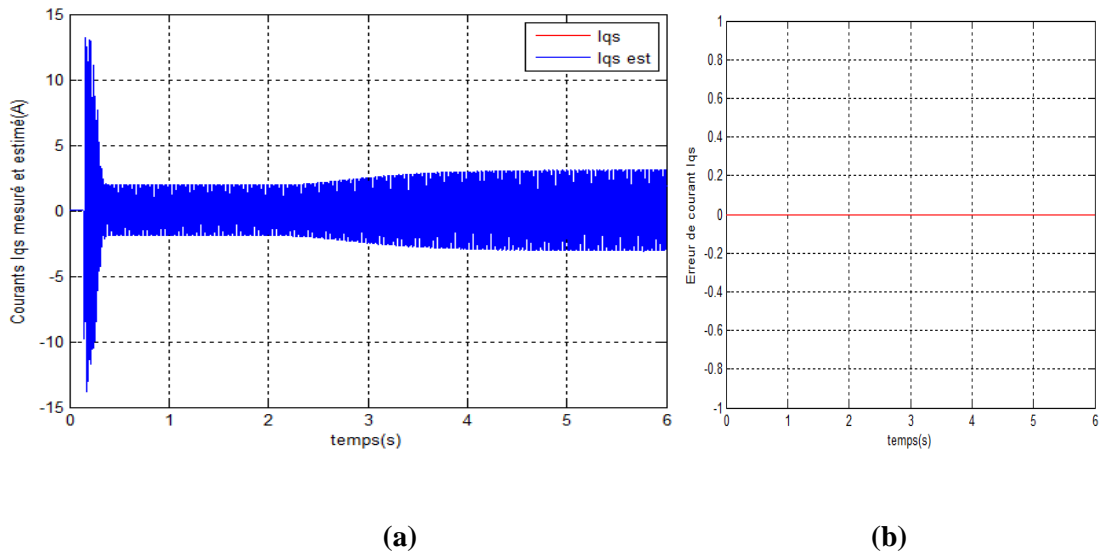 15
10
5
0
-5
-10
-15
Courants Iqs mesuré et estimé(A)
Iqs
Iqs est
0 1 2 3 4 5 6
temps(s)
(a)
1
0.8
0.6
0.4
0.2
0
-0.2
-0.4
-0.6
-0.8
-1
Erreur de courant Iqs
0 1 2 3 4 5 6
temps(s)
(b)